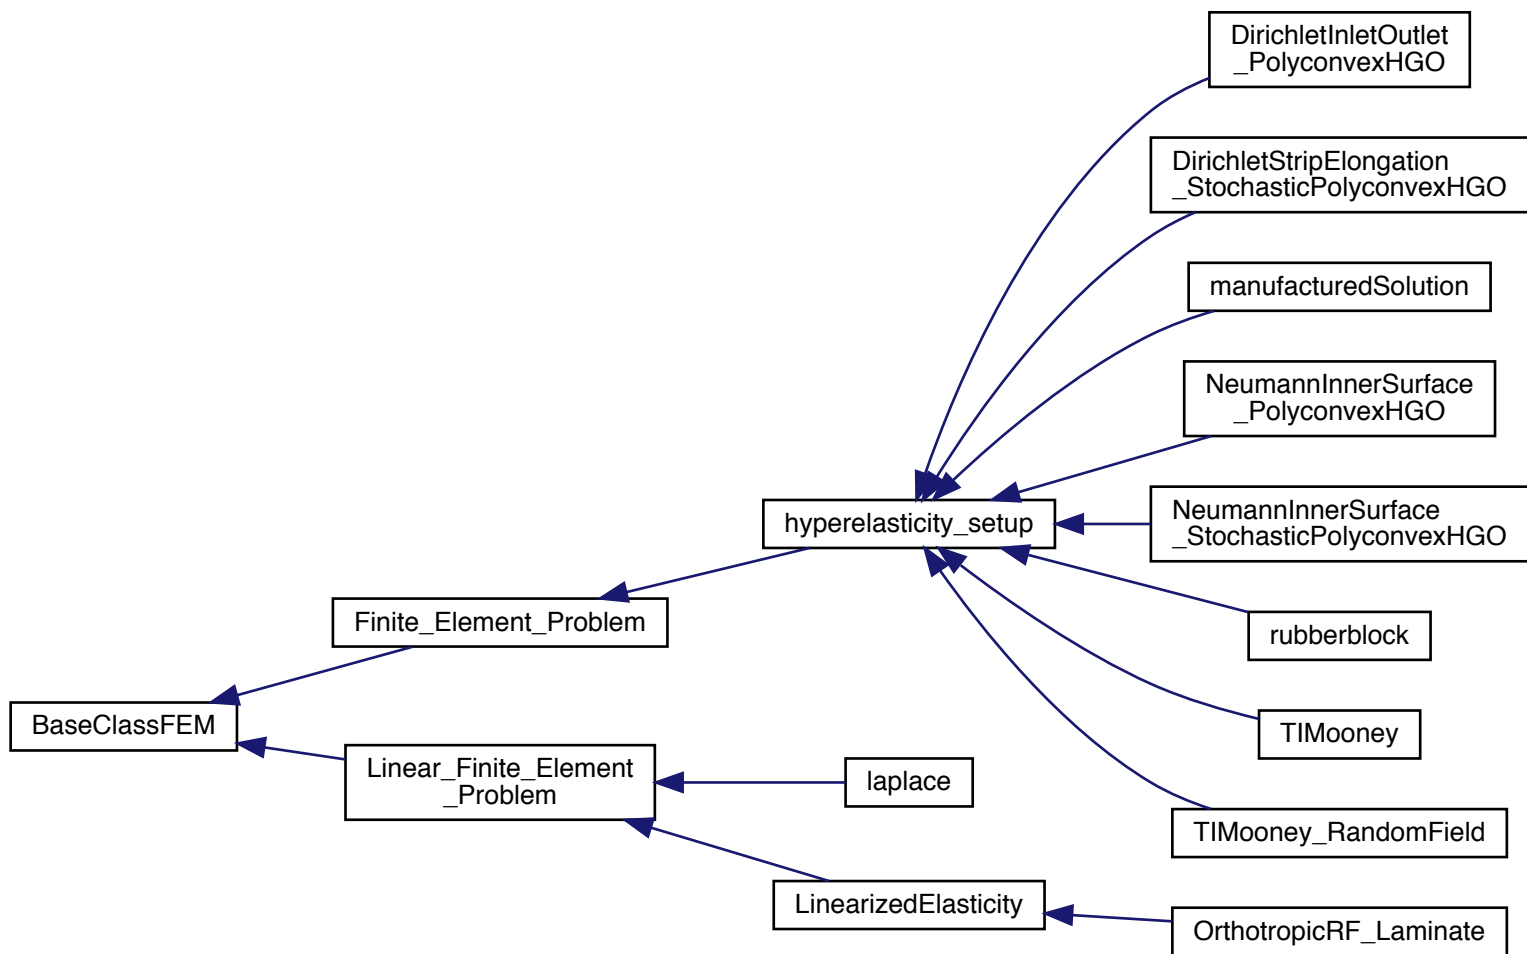 DirichletInletOutlet
_PolyconvexHGO
DirichletStripElongation
_StochasticPolyconvexHGO
manufacturedSolution
NeumannInnerSurface
_PolyconvexHGO
hyperelasticity_setup
NeumannInnerSurface
_StochasticPolyconvexHGO
Finite_Element_Problem
rubberblock
BaseClassFEM
TIMooney
Linear_Finite_Element
_Problem
laplace
TIMooney_RandomField
LinearizedElasticity
OrthotropicRF_Laminate